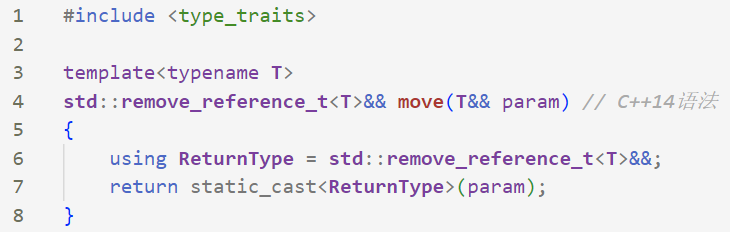 1 #include <type_traits>
2
3 template<typename T>
4 std::remove_reference_t<T>&& move(T&& param) // C++14语法
5 {
6     using ReturnType = std::remove_reference_t<T>&&;
7     return static_cast<ReturnType>(param);
8 }